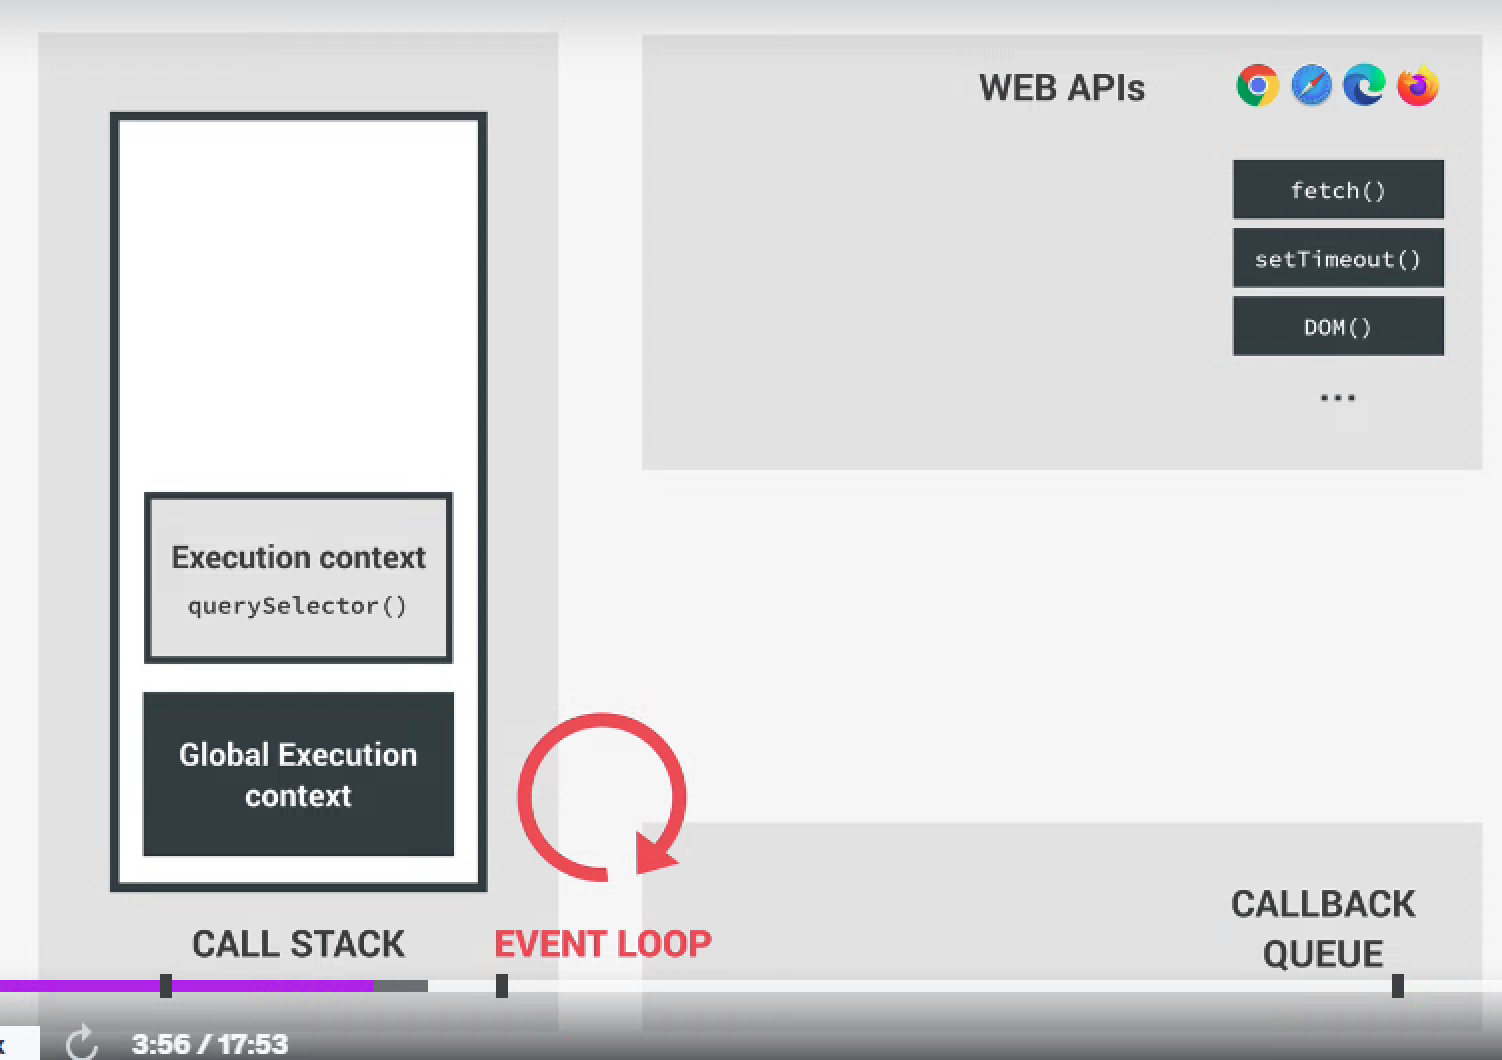 WEB APIs
fetch()
setTimeout()
DOM()
...
Execution context
querySelector()
Global Execution
context
CALL STACK
EVENT LOOP
CALLBACK
QUEUE
3:56 / 17:53